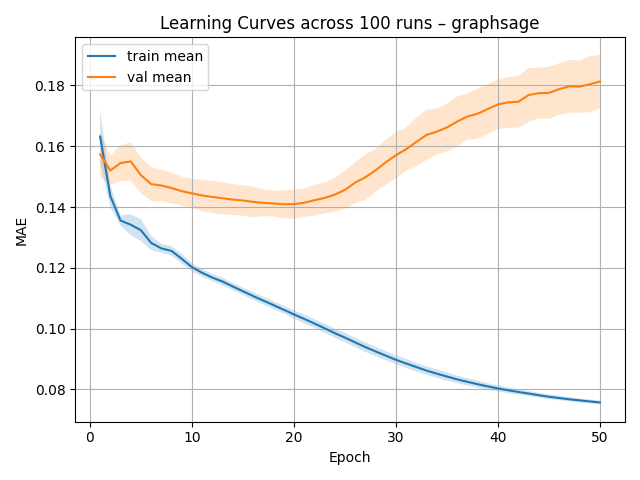 Learning Curves across 100 runs – graphsage
train mean
val mean
MAE
0.18
0.16
0.14
0.12
0.10
0.08
0 10 20 30 40 50
Epoch